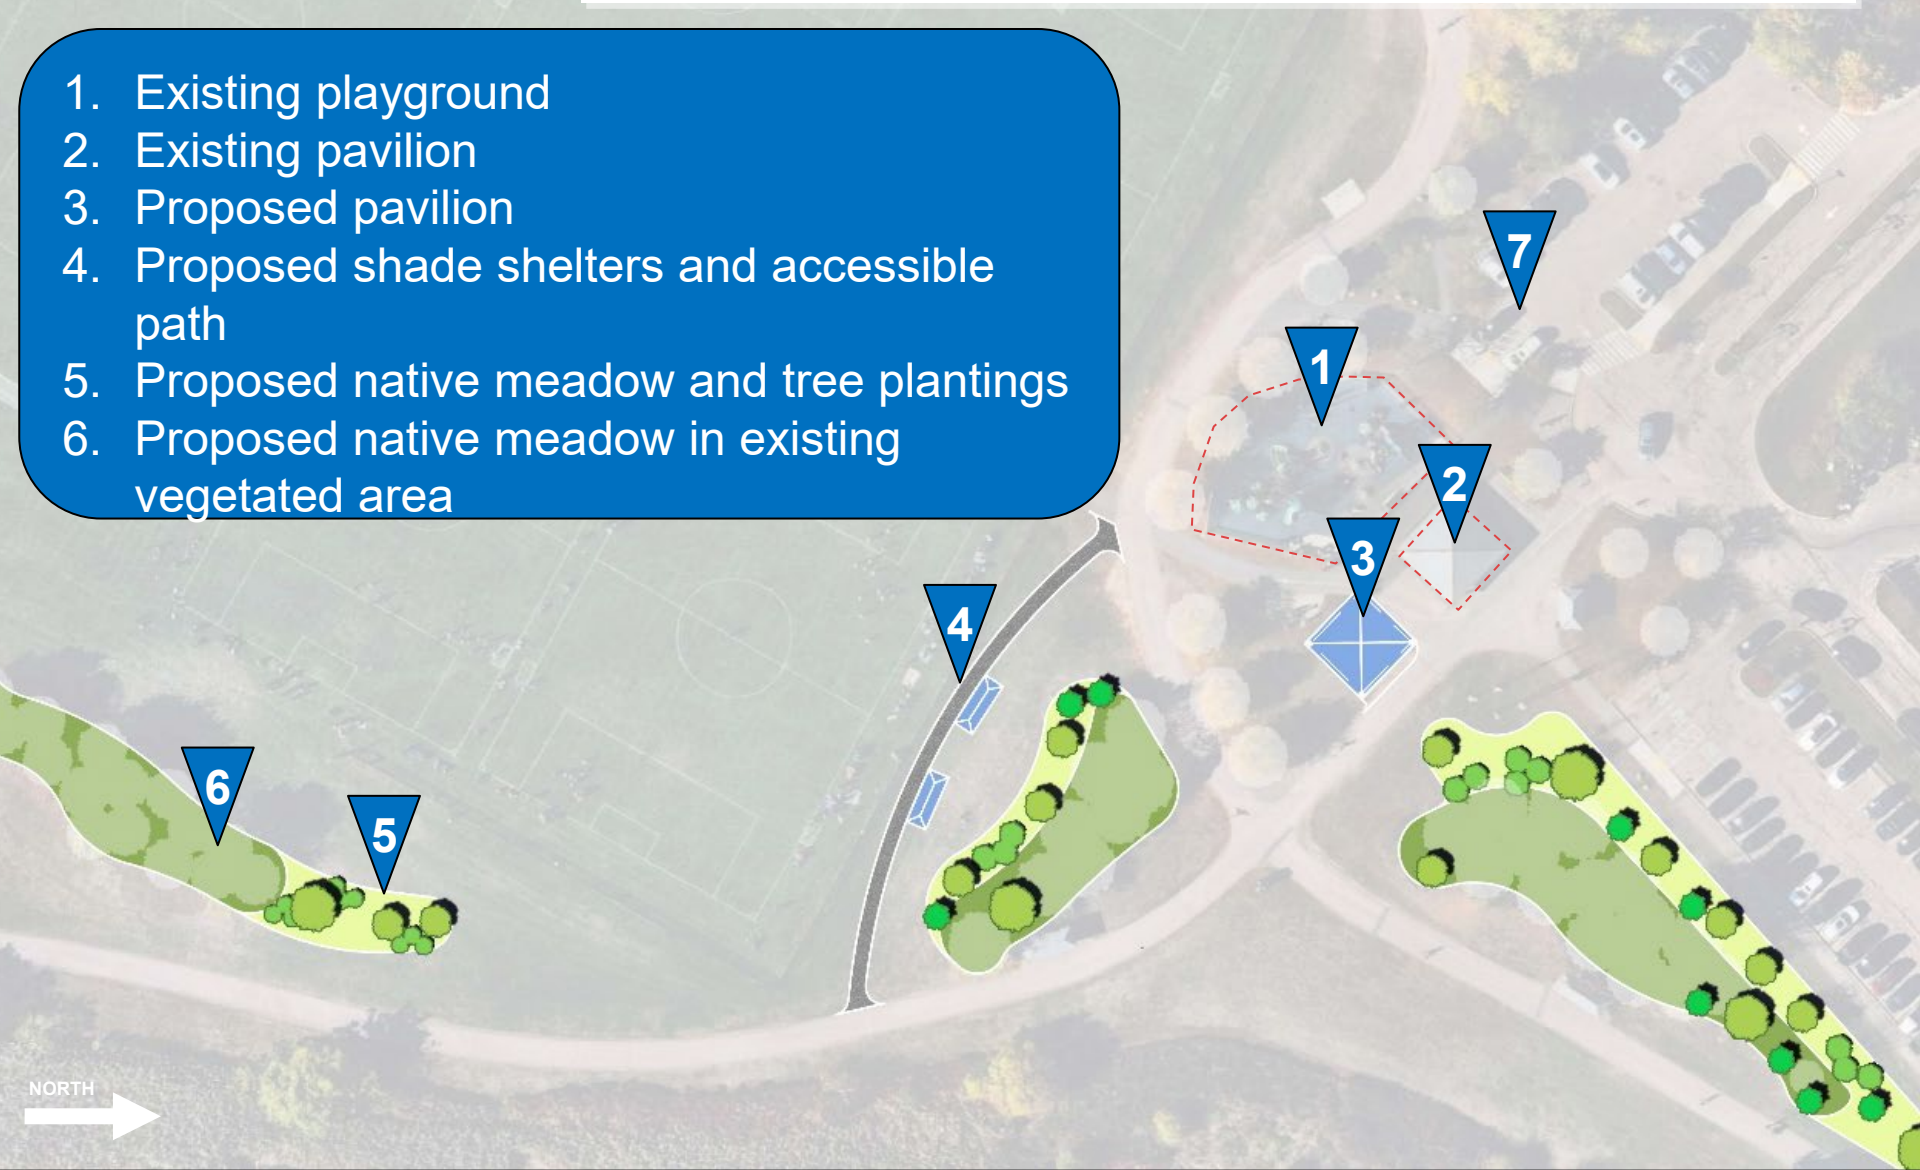 1. Existing playground
2. Existing pavilion
3. Proposed pavilion
4. Proposed shade shelters and accessible
path
5. Proposed native meadow and tree plantings
6. Proposed native meadow in existing
vegetated area
7
1
2
3
4
6
5
NORTH